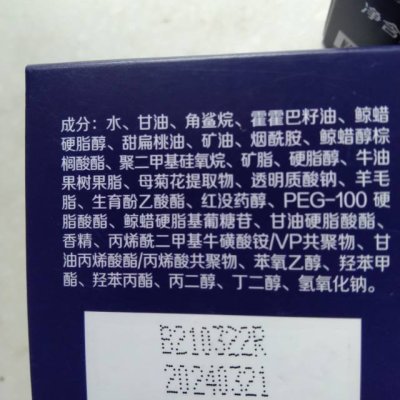 净含
成分：水、甘油、角鲨烷、霍霍巴籽油、鲸蜡
硬脂醇、甜扁桃油、矿油、烟酰胺、鲸蜡醇棕
榈酸酯、聚二甲基硅氧烷、矿脂、硬脂醇、牛油
果树果脂、母菊花提取物、透明质酸钠、羊毛
脂、生育酚乙酸酯、红没药醇、PEG-100 硬
脂酸酯、鲸蜡硬脂基葡糖苷、甘油硬脂酸酯、
香精、丙烯酰二甲基牛磺酸铵/VP共聚物、甘
油丙烯酸酯/丙烯酸共聚物、苯氧乙醇、羟苯甲
酯、羟苯丙酯、丙二醇、丁二醇、氢氧化钠。
B210322R
20240321